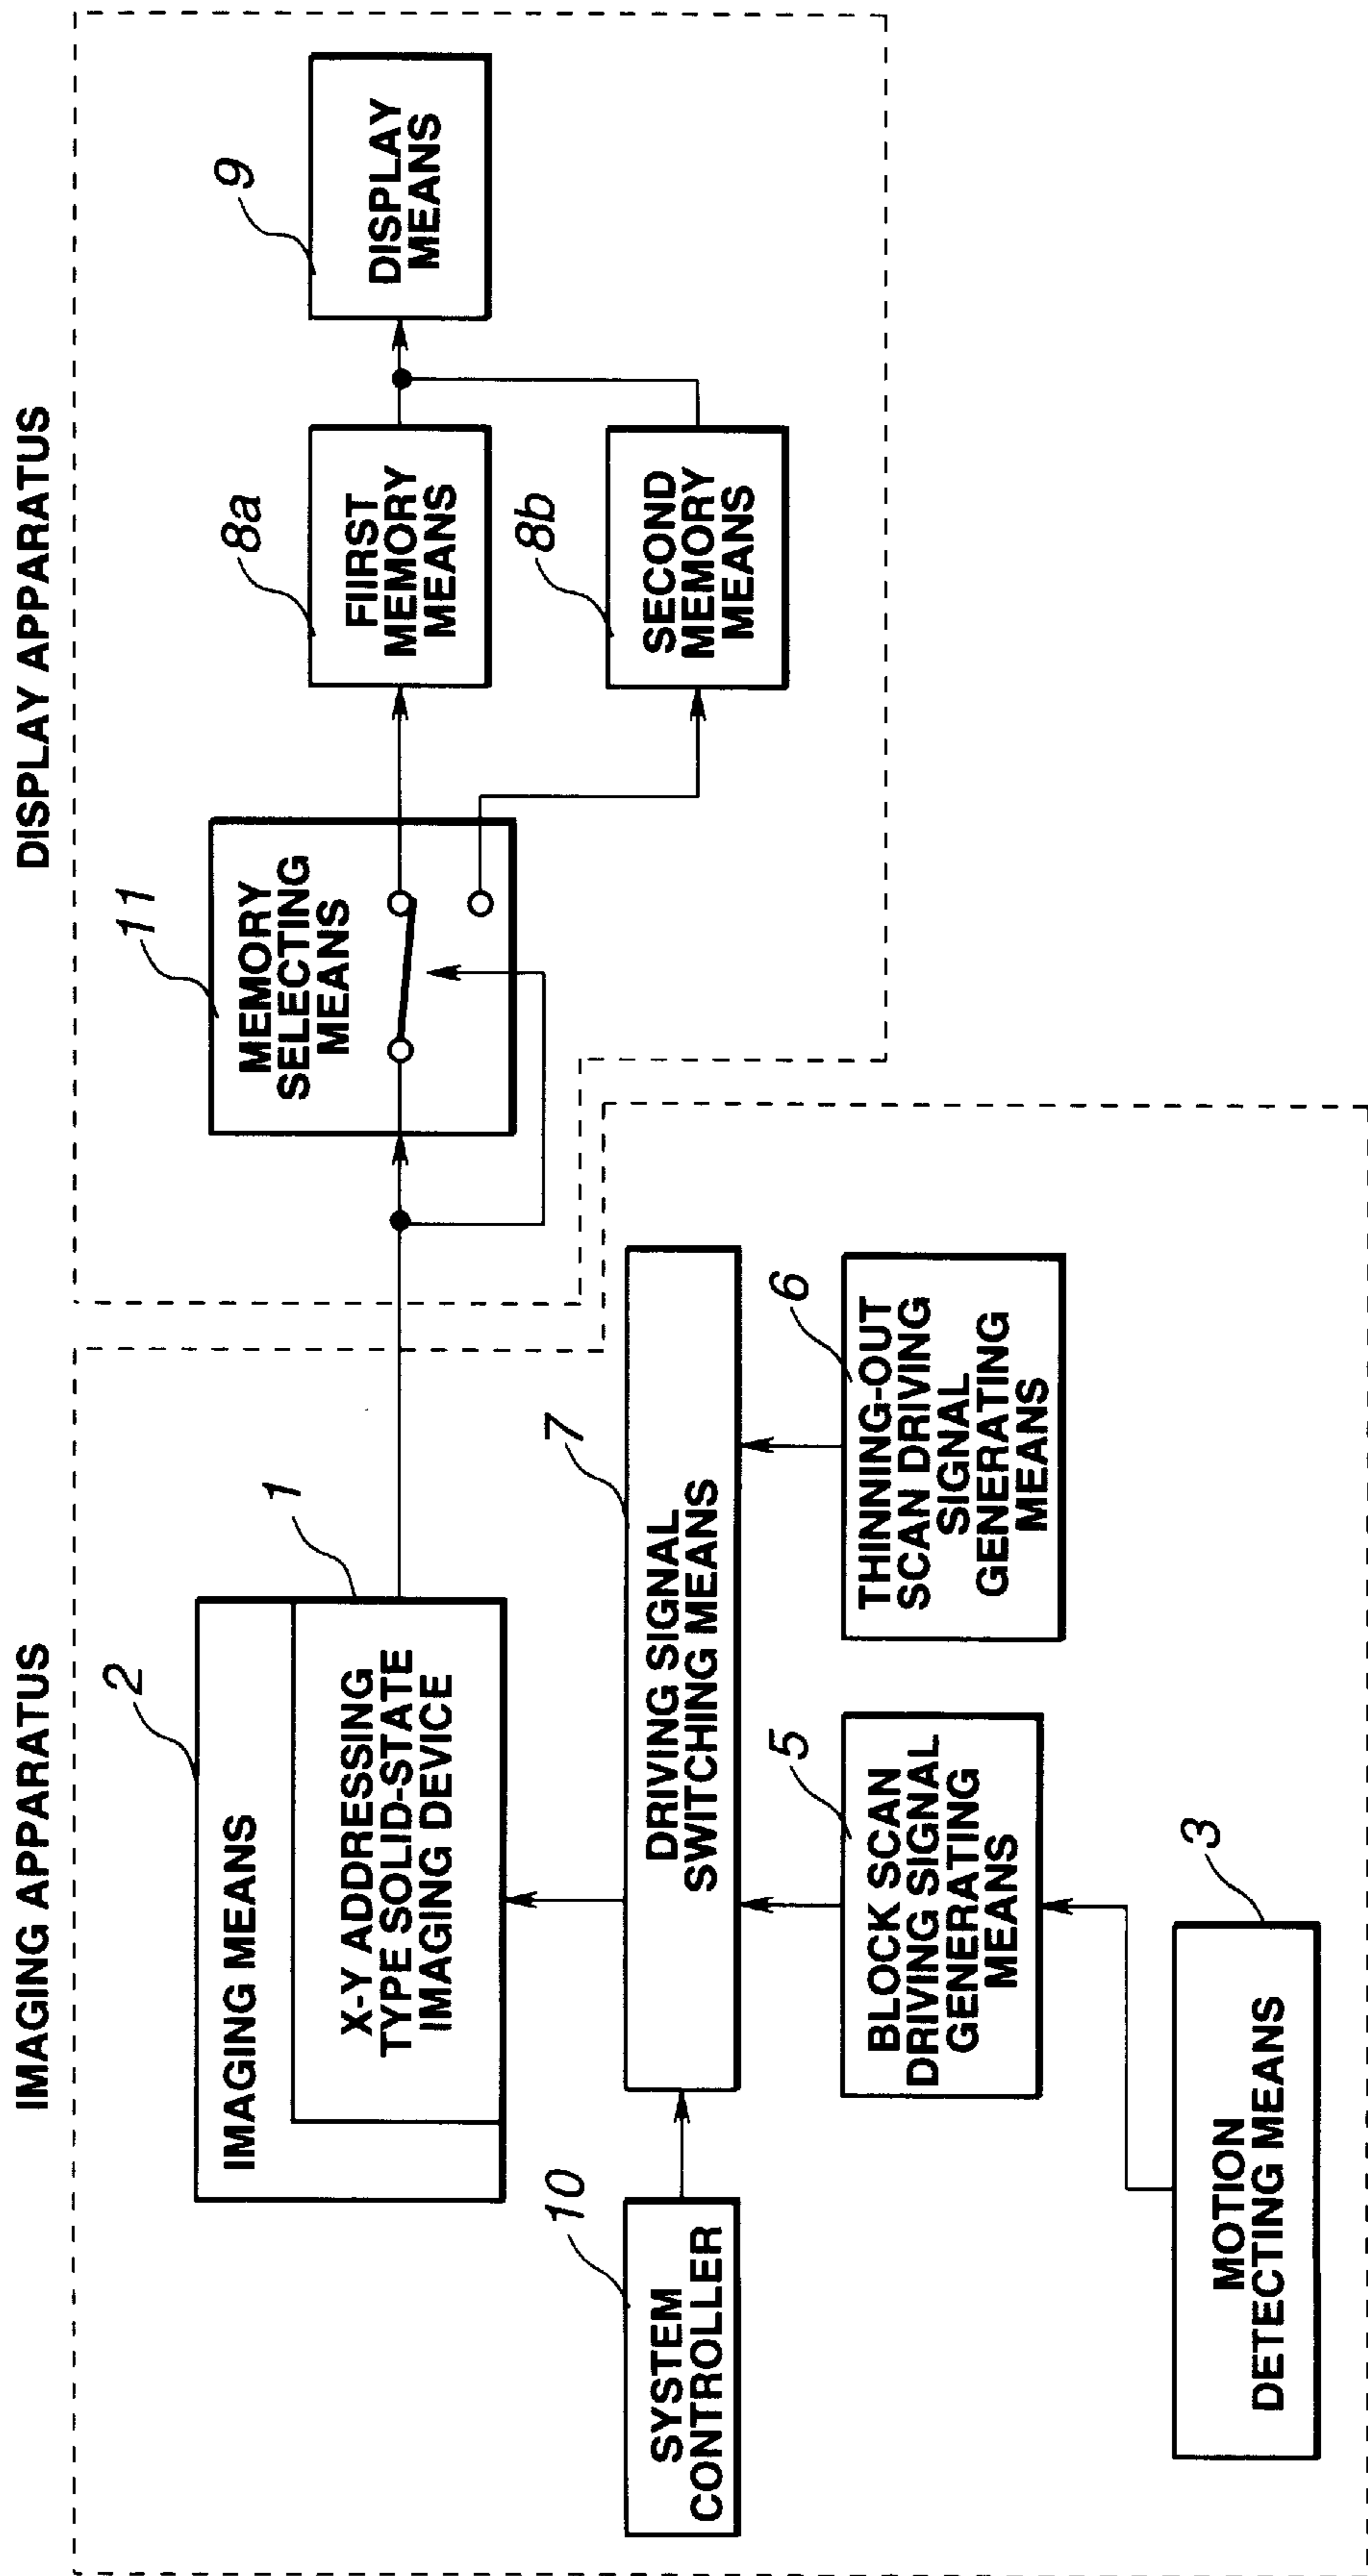 IMAGING APPARATUS
DISPLAY APPARATUS
2
IMAGING MEANS
1
X-Y ADDRESSING
TYPE SOLID-STATE
IMAGING DEVICE
11
MEMORY
SELECTING
MEANS
8a
FIIRST
MEMORY
MEANS
9
DISPLAY
MEANS
8b
SECOND
MEMORY
MEANS
10
SYSTEM
CONTROLLER
7
DRIVING SIGNAL
SWITCHING MEANS
5
BLOCK SCAN
DRIVING SIGNAL
GENERATING
MEANS
6
THINNING-OUT
SCAN DRIVING
SIGNAL
GENERATING
MEANS
3
MOTION
DETECTING MEANS